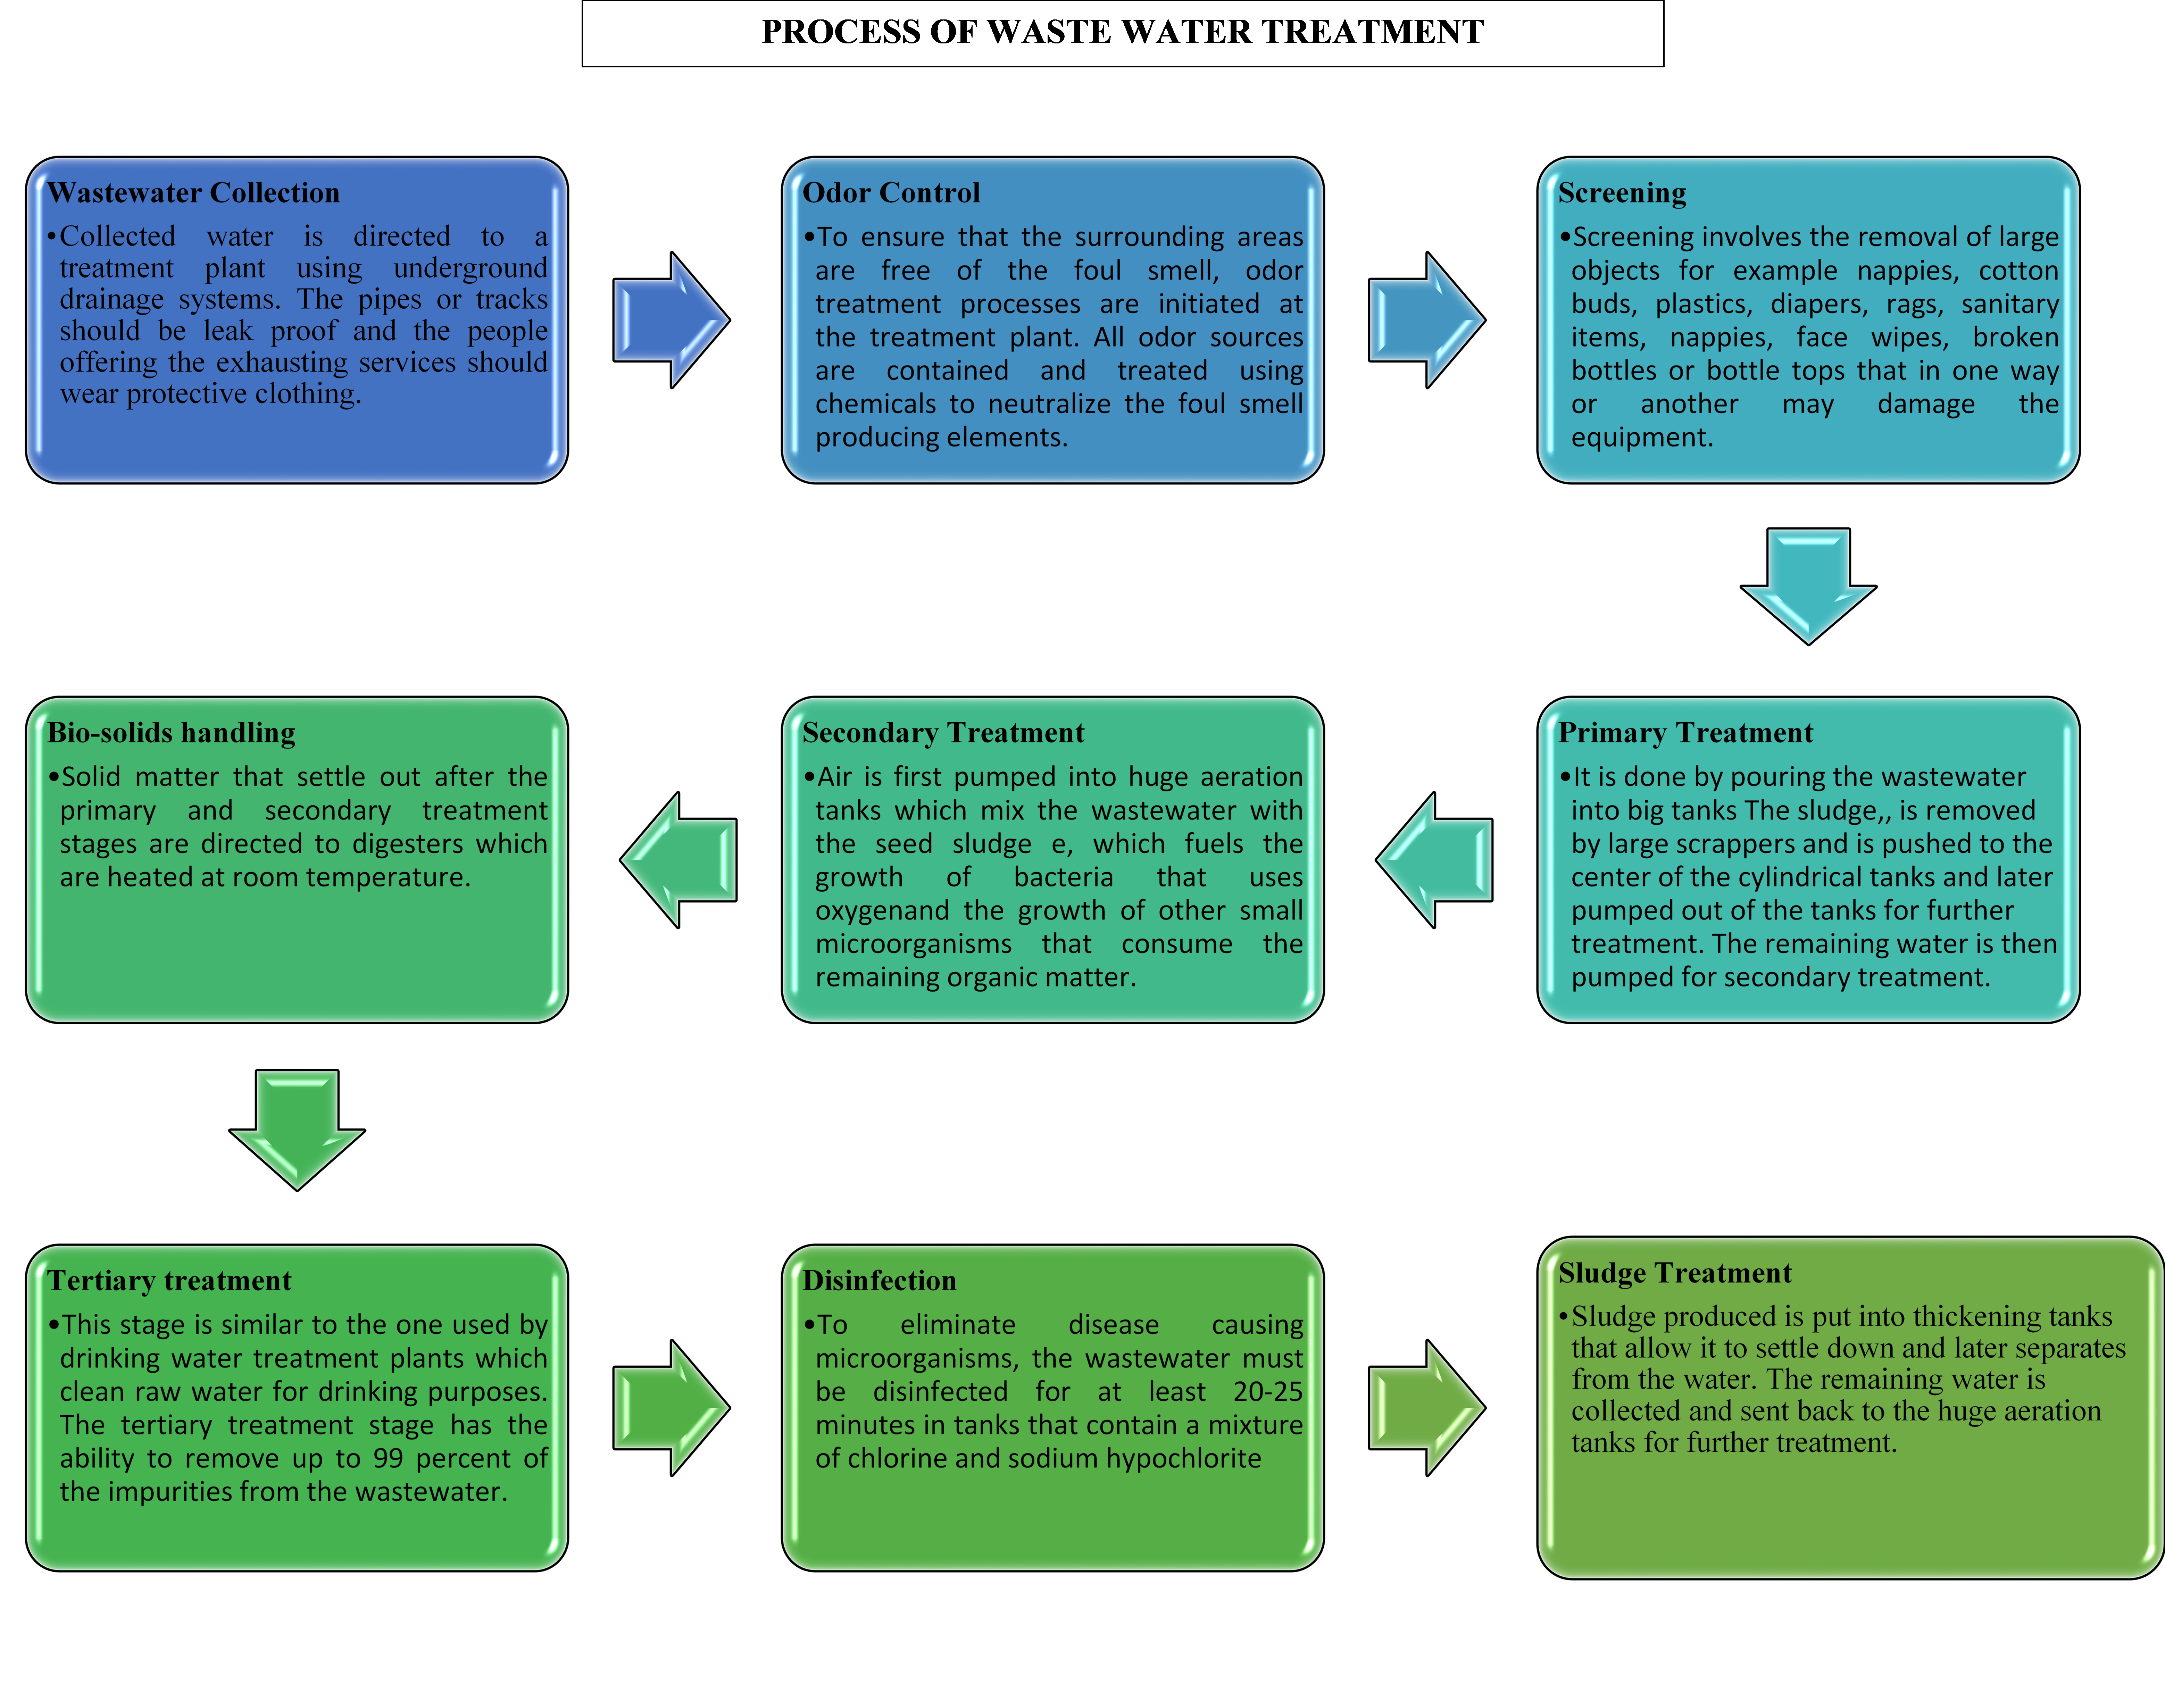 PROCESS OF WASTE WATER TREATMENT
Wastewater Collection
•Collected water is directed to a
treatment plant using underground
drainage systems. The pipes or tracks
should be leak proof and the people
offering the exhausting services should
wear protective clothing.
Odor Control
•To ensure that the surrounding areas
are free of the foul smell, odor
treatment processes are initiated at
the treatment plant. All odor sources
are contained and treated using
chemicals to neutralize the foul smell
producing elements.
Screening
•Screening involves the removal of large
objects for example nappies, cotton
buds, plastics, diapers, rags, sanitary
items, nappies, face wipes, broken
bottles or bottle tops that in one way
or another may damage the
equipment.
Primary Treatment
•It is done by pouring the wastewater
into big tanks The sludge,, is removed
by large scrappers and is pushed to the
center of the cylindrical tanks and later
pumped out of the tanks for further
treatment. The remaining water is then
pumped for secondary treatment.
Secondary Treatment
•Air is first pumped into huge aeration
tanks which mix the wastewater with
the seed sludge e, which fuels the
growth of bacteria that uses
oxygenand the growth of other small
microorganisms that consume the
remaining organic matter.
Bio-solids handling
•Solid matter that settle out after the
primary and secondary treatment
stages are directed to digesters which
are heated at room temperature.
Tertiary treatment
•This stage is similar to the one used by
drinking water treatment plants which
clean raw water for drinking purposes.
The tertiary treatment stage has the
ability to remove up to 99 percent of
the impurities from the wastewater.
Disinfection
•To eliminate disease causing
microorganisms, the wastewater must
be disinfected for at least 20-25
minutes in tanks that contain a mixture
of chlorine and sodium hypochlorite
Sludge Treatment
•Sludge produced is put into thickening tanks
that allow it to settle down and later separates
from the water. The remaining water is
collected and sent back to the huge aeration
tanks for further treatment.